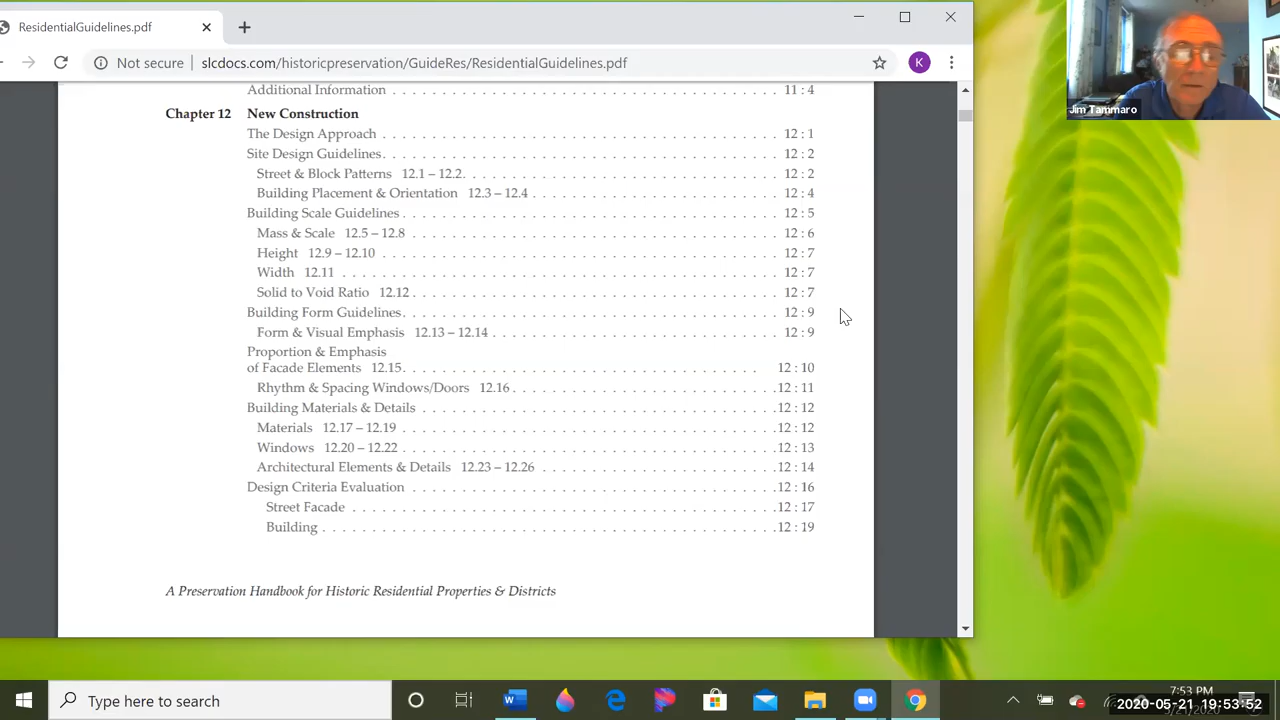 ResidentialGuidelines.pdf
Not secure | slcdocs.com/historicpreservation/GuideRes/ResidentialGuidelines.pdf
K
Jim Tammaro
Additional Information . . . . . . . . . . . . . . . . . . . . . . . . . . . . . . . . 11 : 4
Chapter 12 New Construction
The Design Approach . . . . . . . . . . . . . . . . . . . . . . . . . . . . . . . . 12 : 1
Site Design Guidelines. . . . . . . . . . . . . . . . . . . . . . . . . . . . . . . . 12 : 2
Street & Block Patterns 12.1 – 12.2. . . . . . . . . . . . . . . . . . . . . . . . . . 12 : 2
Building Placement & Orientation 12.3 – 12.4 . . . . . . . . . . . . . . . . . . . . 12 : 4
Building Scale Guidelines . . . . . . . . . . . . . . . . . . . . . . . . . . . . . . . 12 : 5
Mass & Scale 12.5 – 12.8 . . . . . . . . . . . . . . . . . . . . . . . . . . . . . . 12 : 6
Height 12.9 – 12.10 . . . . . . . . . . . . . . . . . . . . . . . . . . . . . . . . . 12 : 7
Width 12.11 . . . . . . . . . . . . . . . . . . . . . . . . . . . . . . . . . . . . 12 : 7
Solid to Void Ratio 12.12 . . . . . . . . . . . . . . . . . . . . . . . . . . . . . . 12 : 7
Building Form Guidelines. . . . . . . . . . . . . . . . . . . . . . . . . . . . . . . 12 : 9
Form & Visual Emphasis 12.13 – 12.14 . . . . . . . . . . . . . . . . . . . . . . . . 12 : 9
Proportion & Emphasis
of Facade Elements 12.15. . . . . . . . . . . . . . . . . . . . . . . . . . . . . . 12 : 10
Rhythm & Spacing Windows/Doors 12.16 . . . . . . . . . . . . . . . . . . . . . . 12 : 11
Building Materials & Details . . . . . . . . . . . . . . . . . . . . . . . . . . . . . .12 : 12
Materials 12.17 – 12.19 . . . . . . . . . . . . . . . . . . . . . . . . . . . . . . .12 : 12
Windows 12.20 – 12.22 . . . . . . . . . . . . . . . . . . . . . . . . . . . . . . .12 : 13
Architectural Elements & Details 12.23 – 12.26 . . . . . . . . . . . . . . . . . . . .12 : 14
Design Criteria Evaluation . . . . . . . . . . . . . . . . . . . . . . . . . . . . . . .12 : 16
Street Facade . . . . . . . . . . . . . . . . . . . . . . . . . . . . . . . . . . . .12 : 17
Building . . . . . . . . . . . . . . . . . . . . . . . . . . . . . . . . . . . . . .12 : 19
A Preservation Handbook for Historic Residential Properties & Districts
Type here to search
7:53 PM
2020-05-21 19:53:52